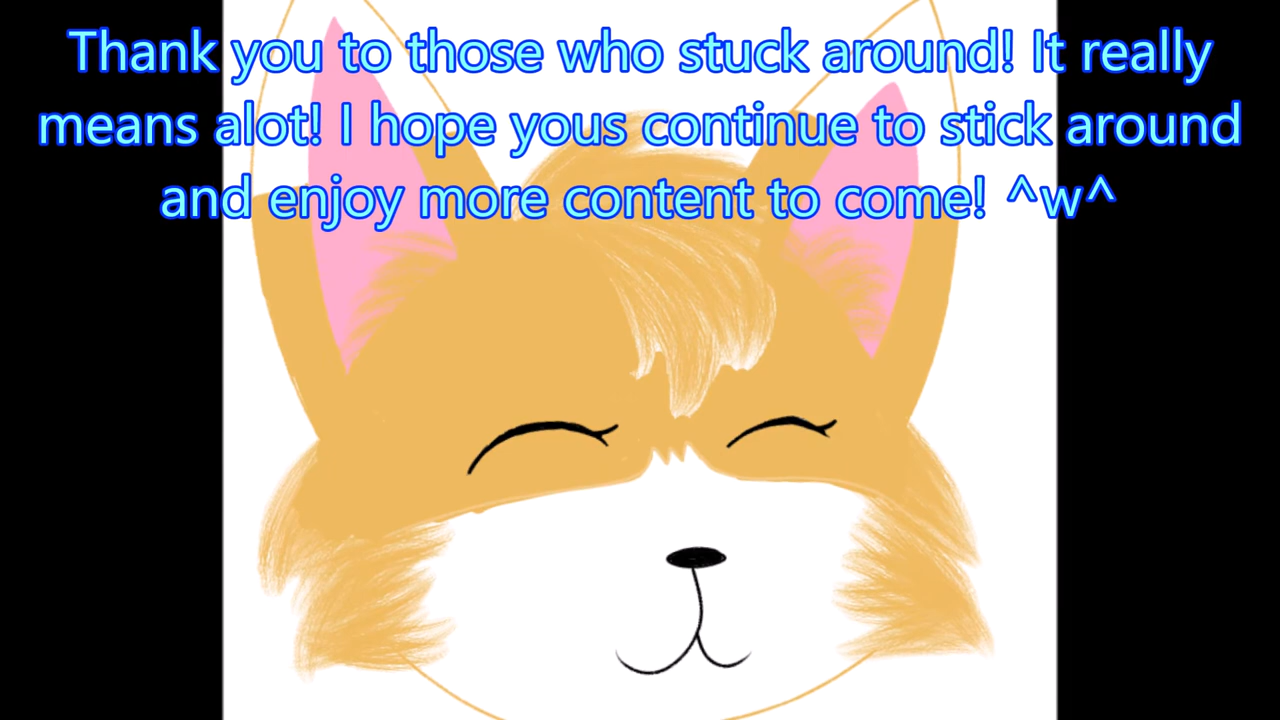 Thank you to those who stuck around! It really
means alot! I hope yous continue to stick around
and enjoy more content to come! ^w^